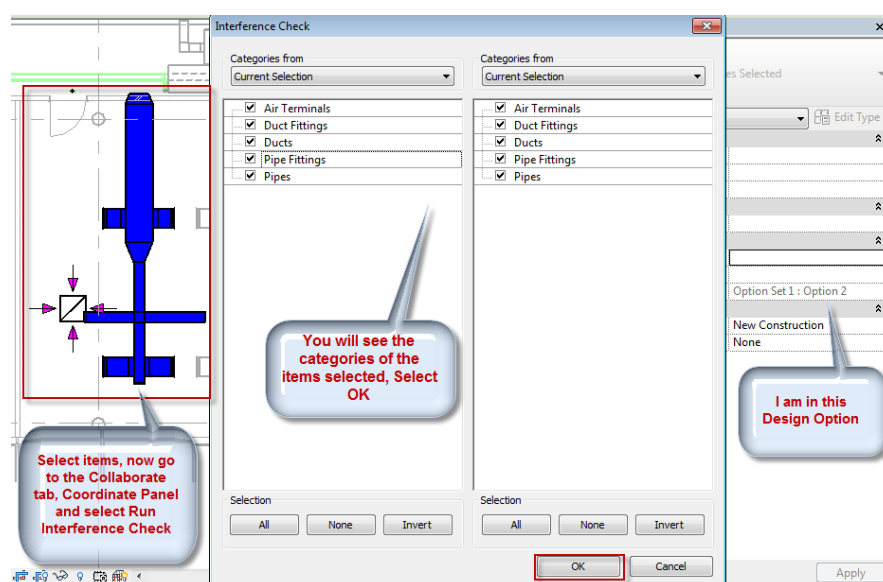 Interference Check
Categories from
Current Selection
Air Terminals
Duct Fittings
Ducts
Pipe Fittings
Pipes
Selection
All None Invert
Categories from
Current Selection
Air Terminals
Duct Fittings
Ducts
Pipe Fittings
Pipes
Selection
All None Invert
OK Cancel
You will see the
categories of the
items selected, Select
OK
Select items, now go
to the Collaborate
tab, Coordinate Panel
and select Run
Interference Check
es Selected
Edit Type
Option Set 1 : Option 2
New Construction
None
I am in this
Design Option
Apply